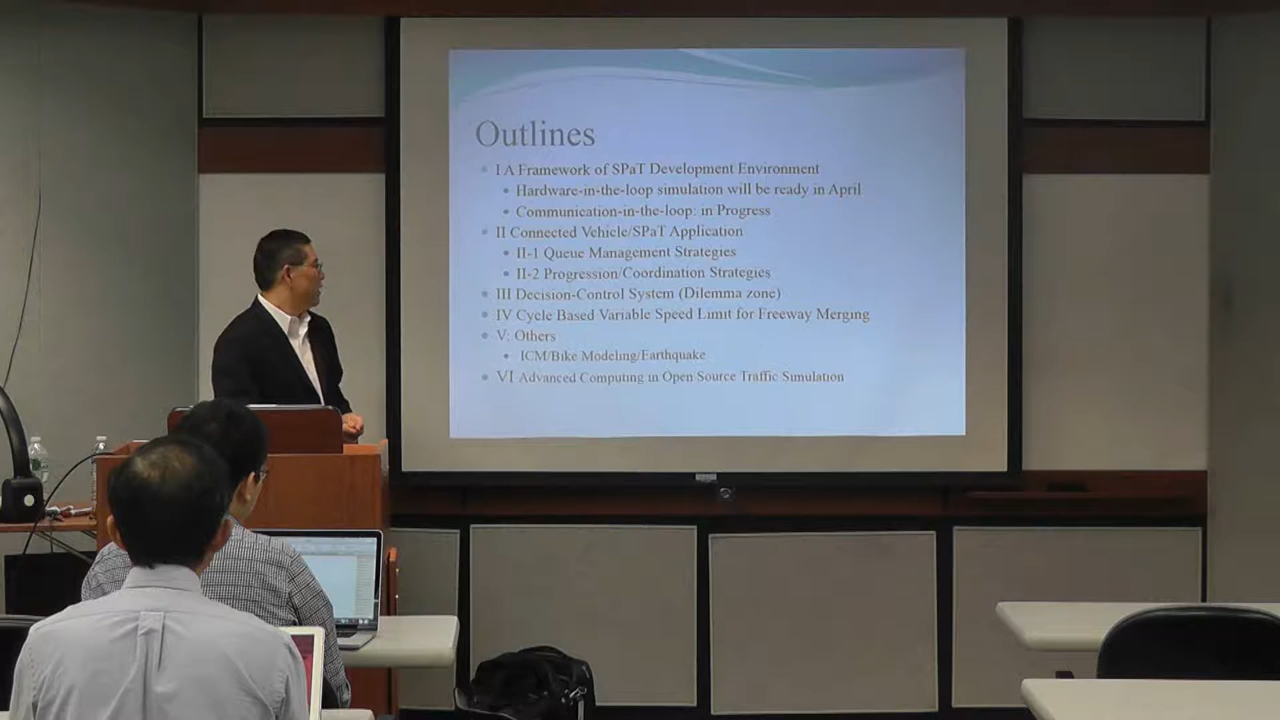 Outlines
I A Framework of SPaT Development Environment
Hardware-in-the-loop simulation will be ready in April
Communication-in-the-loop: in Progress
II Connected Vehicle/SPaT Application
II-1 Queue Management Strategies
II-2 Progression/Coordination Strategies
III Decision-Control System (Dilemma zone)
IV Cycle Based Variable Speed Limit for Freeway Merging
V: Others
ICM/Bike Modeling/Earthquake
VI Advanced Computing in Open Source Traffic Simulation